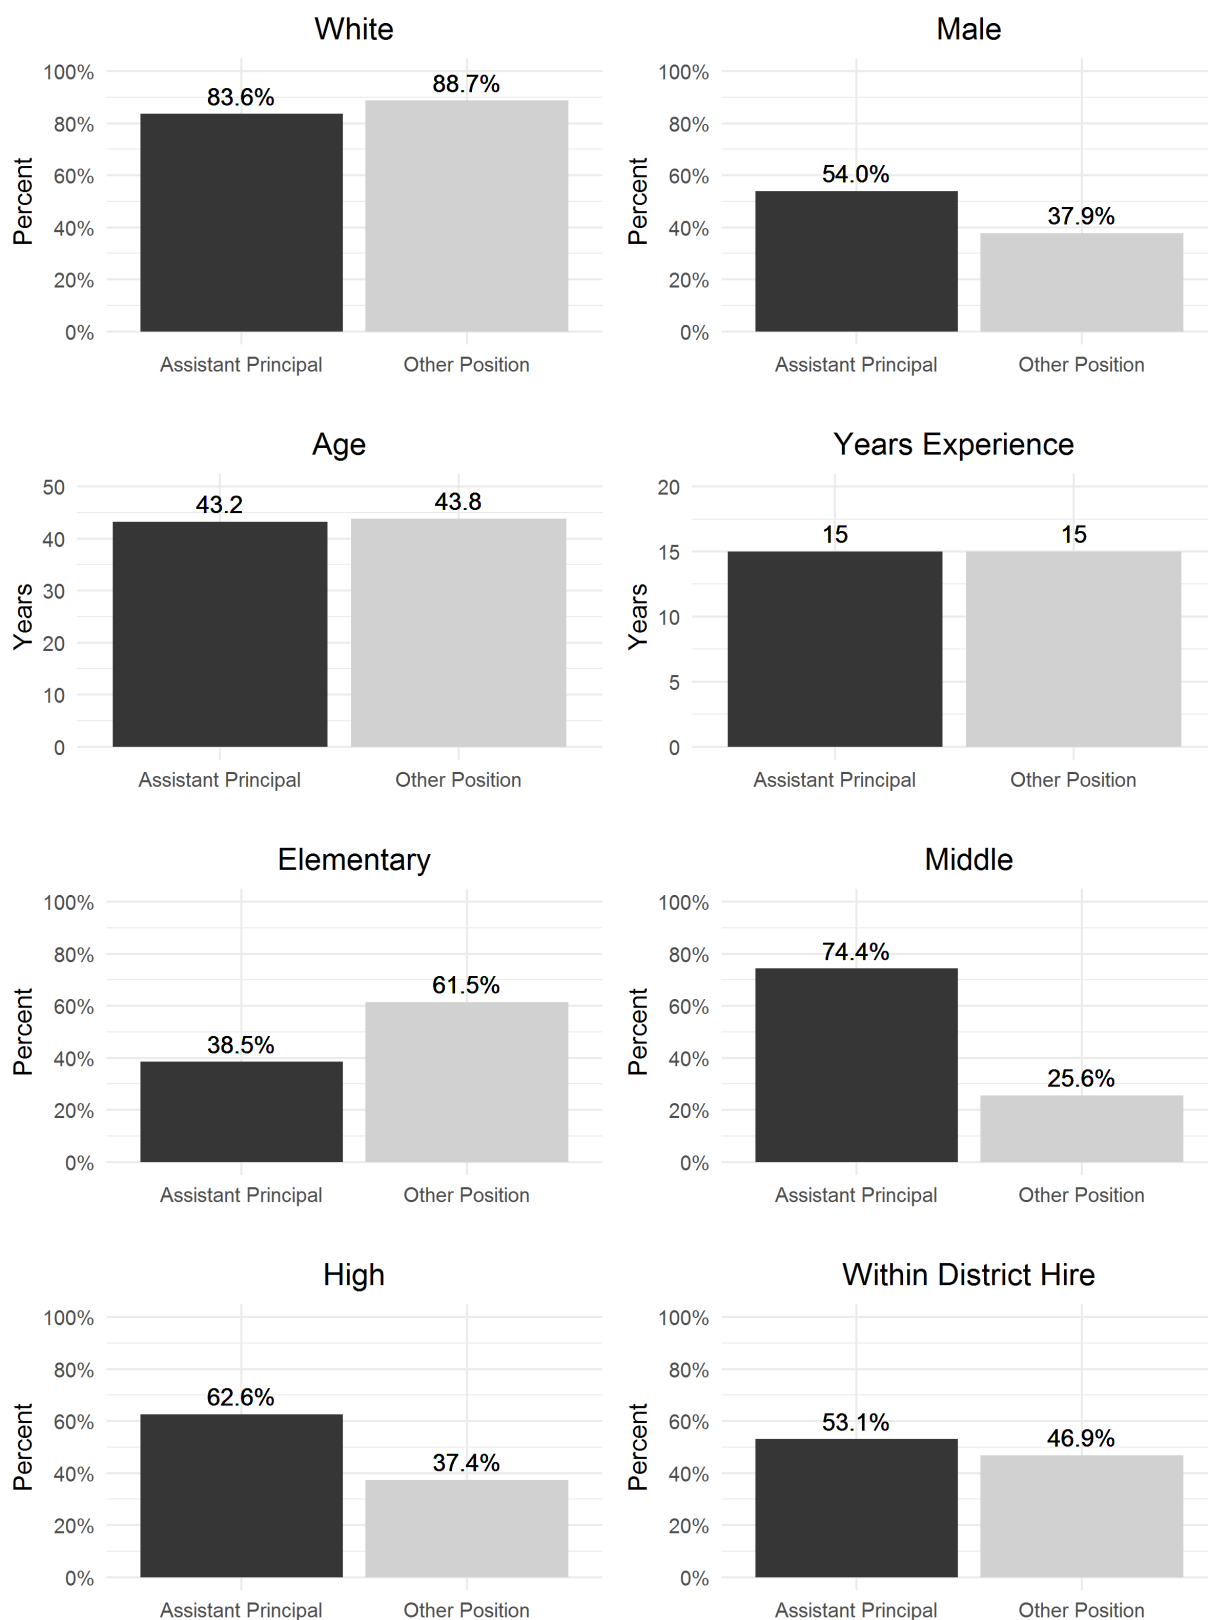 White
Percent
100%
80%
60%
40%
20%
0%
83.6%
88.7%
Assistant Principal
Other Position
Male
Percent
100%
80%
60%
40%
20%
0%
54.0%
37.9%
Assistant Principal
Other Position
Age
Years
50
40
30
20
10
0
43.2
43.8
Assistant Principal
Other Position
Years Experience
Years
20
15
10
5
0
15
15
Assistant Principal
Other Position
Elementary
Percent
100%
80%
60%
40%
20%
0%
38.5%
61.5%
Assistant Principal
Other Position
Middle
Percent
100%
80%
60%
40%
20%
0%
74.4%
25.6%
Assistant Principal
Other Position
High
Percent
100%
80%
60%
40%
20%
0%
62.6%
37.4%
Assistant Principal
Other Position
Within District Hire
Percent
100%
80%
60%
40%
20%
0%
53.1%
46.9%
Assistant Principal
Other Position